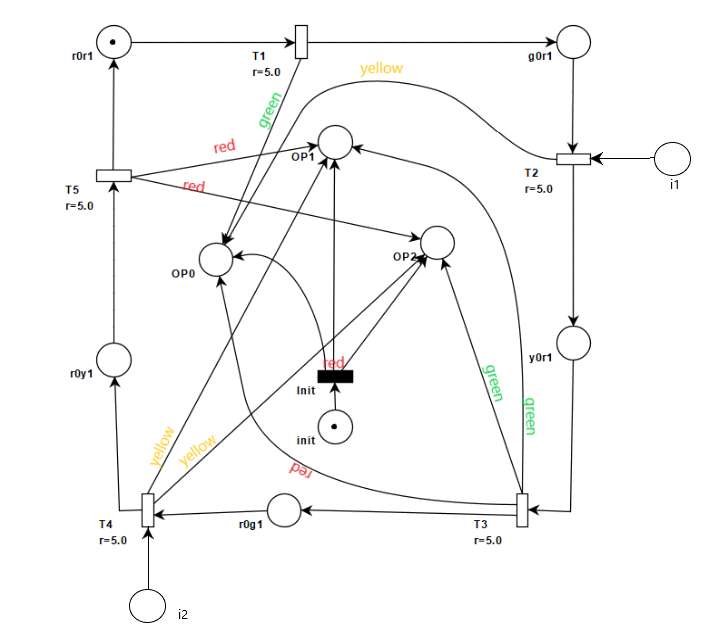 r0r1
T1
r=5.0
g0r1
yellow
green
red
OP1
T2
r=5.0
i1
T5
r=5.0
red
OP2
OP0
y0r1
r0y1
red
Init
green
green
init
yellow
yellow
red
T4
r=5.0
r0g1
T3
r=5.0
i2